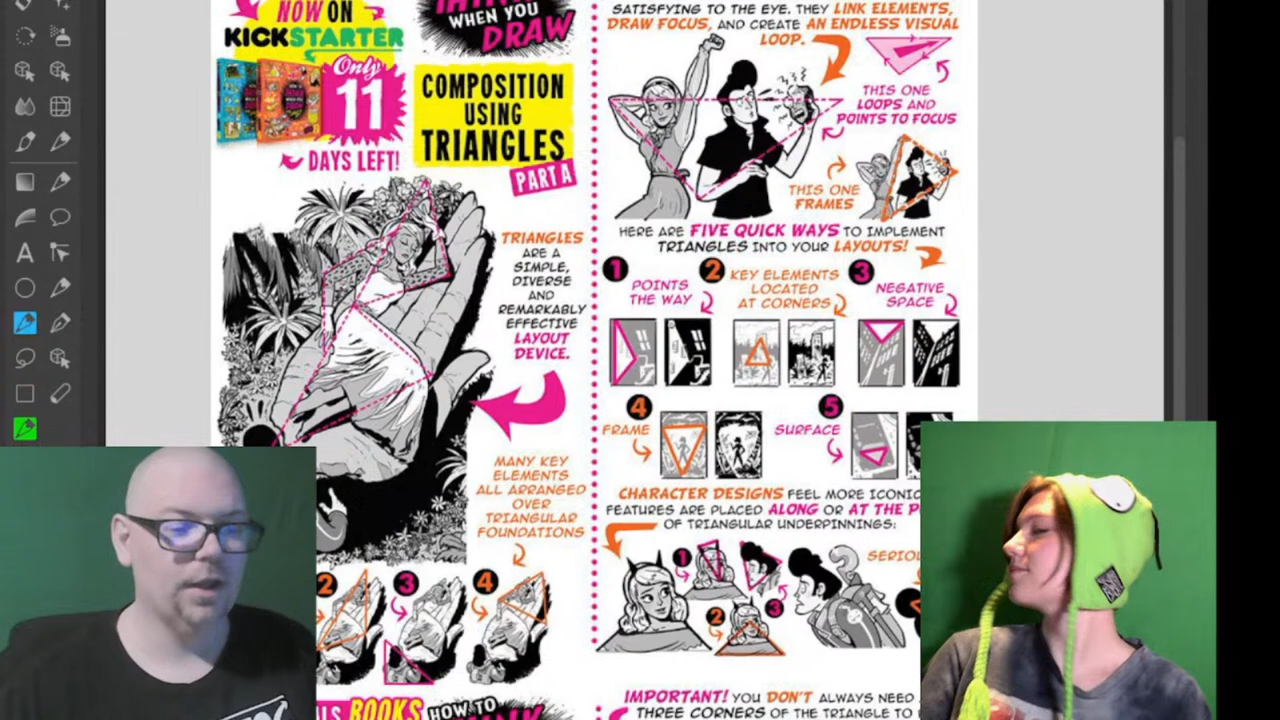 NOW ON
KICKSTARTER
Only
11
DAYS LEFT!
WHEN YOU
DRAW
COMPOSITION
USING
TRIANGLES
PART A
TRIANGLES
ARE A
SIMPLE,
DIVERSE
AND
REMARKABLY
EFFECTIVE
LAYOUT
DEVICE.
MANY KEY
ELEMENTS
ALL ARRANGED
OVER
TRIANGULAR
FOUNDATIONS
2
3
4
BOOKS HOW TO
SATISFYING TO THE EYE. THEY LINK ELEMENTS,
DRAW FOCUS, AND CREATE AN ENDLESS VISUAL
LOOP.
THIS ONE
LOOPS AND
POINTS TO FOCUS
THIS ONE
FRAMES
HERE ARE FIVE QUICK WAYS TO IMPLEMENT
TRIANGLES INTO YOUR LAYOUTS!
1
POINTS
THE WAY
2
KEY ELEMENTS
LOCATED
AT CORNERS
3
NEGATIVE
SPACE
4
FRAME
5
SURFACE
CHARACTER DESIGNS FEEL MORE ICONIC
FEATURES ARE PLACED ALONG OR AT THE
OF TRIANGULAR UNDERPINNINGS:
1
2
3
IMPORTANT! YOU DON'T ALWAYS NEED
THREE CORNERS OF THE TRIANGLE TO